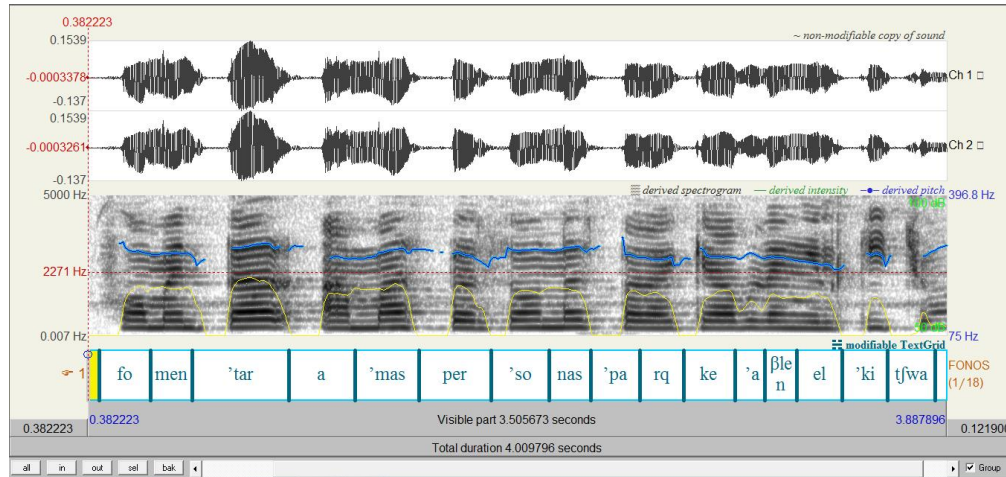 0.382223
0.1539
~ non-modifiable copy of sound
-0.0003378
Ch 1
-0.137
0.1539
-0.0003261
Ch 2
-0.137
5000 Hz
derived spectrogram
derived intensity
derived pitch
396.8 Hz
100 dB
2271 Hz
0.007 Hz
50 dB
75 Hz
modifiable TextGrid
1
fo men ’tar a ’mas per ’so nas ’pa rq ke ’a βle n el ’ki tʃwa
FONOS
(1/18)
0.382223
0.382223
Visible part 3.505673 seconds
3.887896
0.121900
Total duration 4.009796 seconds
all in out sel bak
Group